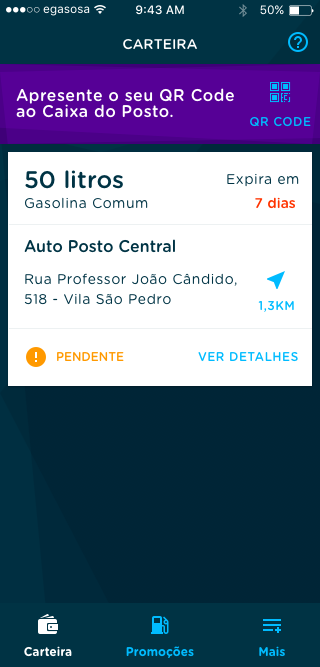 egasosa 9:43 AM 50%
CARTEIRA
Apresente o seu QR Code
ao Caixa do Posto.
QR CODE
50 litros
Expira em
Gasolina Comum
7 dias
Auto Posto Central
Rua Professor João Cândido,
518 - Vila São Pedro
1,3KM
PENDENTE
VER DETALHES
Carteira
Promoções
Mais